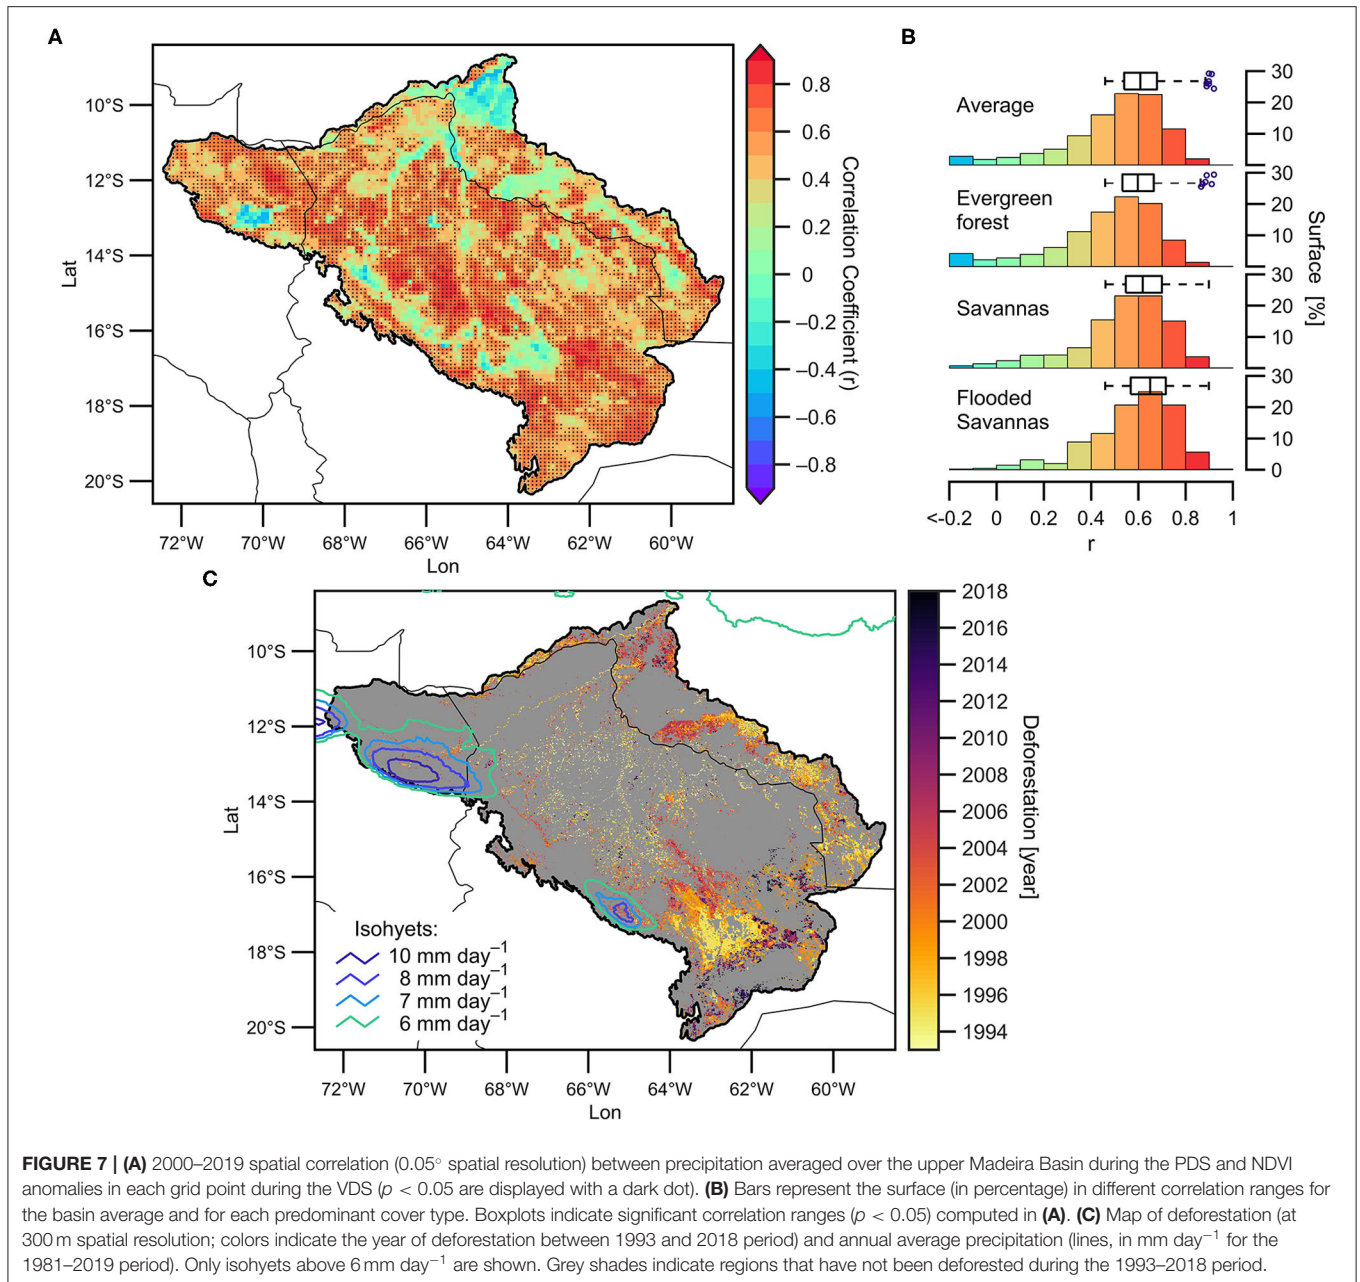 A
B
10°S
12°S
14°S
16°S
18°S
20°S
Lat
72°W 70°W 68°W 66°W 64°W 62°W 60°W
Lon
0.8
0.6
0.4
0.2
0
−0.2
−0.4
−0.6
−0.8
Correlation Coefficient (r)
Average
30
20
10
Evergreen
forest
30
20
10
Savannas
30
20
10
Flooded
Savannas
30
20
10
0
Surface [%]
<-0.2 0 0.2 0.4 0.6 0.8 1
r
C
10°S
12°S
14°S
16°S
18°S
20°S
Lat
Isohyets:
10 mm day⁻¹
8 mm day⁻¹
7 mm day⁻¹
6 mm day⁻¹
72°W 70°W 68°W 66°W 64°W 62°W 60°W
Lon
2018
2016
2014
2012
2010
2008
2006
2004
2002
2000
1998
1996
1994
Deforestation [year]
FIGURE 7 | (A) 2000–2019 spatial correlation (0.05° spatial resolution) between precipitation averaged over the upper Madeira Basin during the PDS and NDVI
anomalies in each grid point during the VDS (p < 0.05 are displayed with a dark dot). (B) Bars represent the surface (in percentage) in different correlation ranges for
the basin average and for each predominant cover type. Boxplots indicate significant correlation ranges (p < 0.05) computed in (A). (C) Map of deforestation (at
300 m spatial resolution; colors indicate the year of deforestation between 1993 and 2018 period) and annual average precipitation (lines, in mm day⁻¹ for the
1981–2019 period). Only isohyets above 6 mm day⁻¹ are shown. Grey shades indicate regions that have not been deforested during the 1993–2018 period.